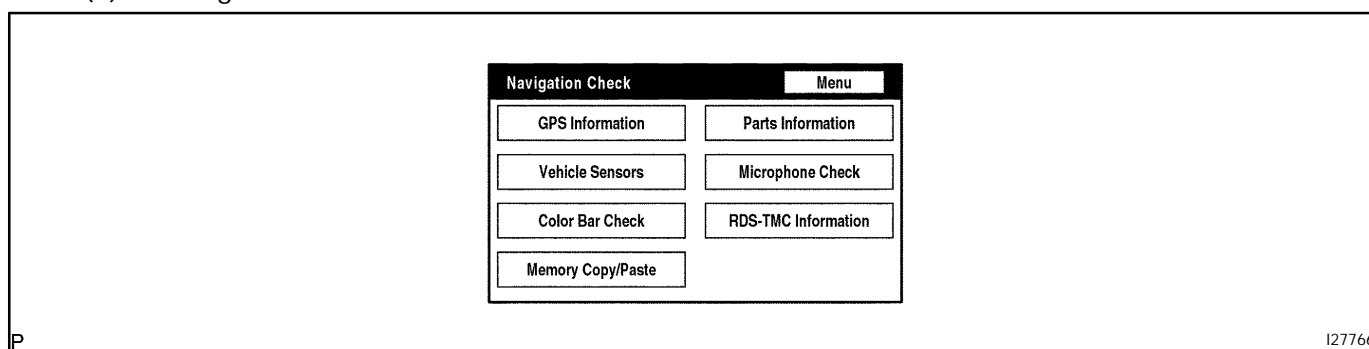 Navigation Check Menu
GPS Information Parts Information
Vehicle Sensors Microphone Check
Color Bar Check RDS-TMC Information
Memory Copy/Paste
P